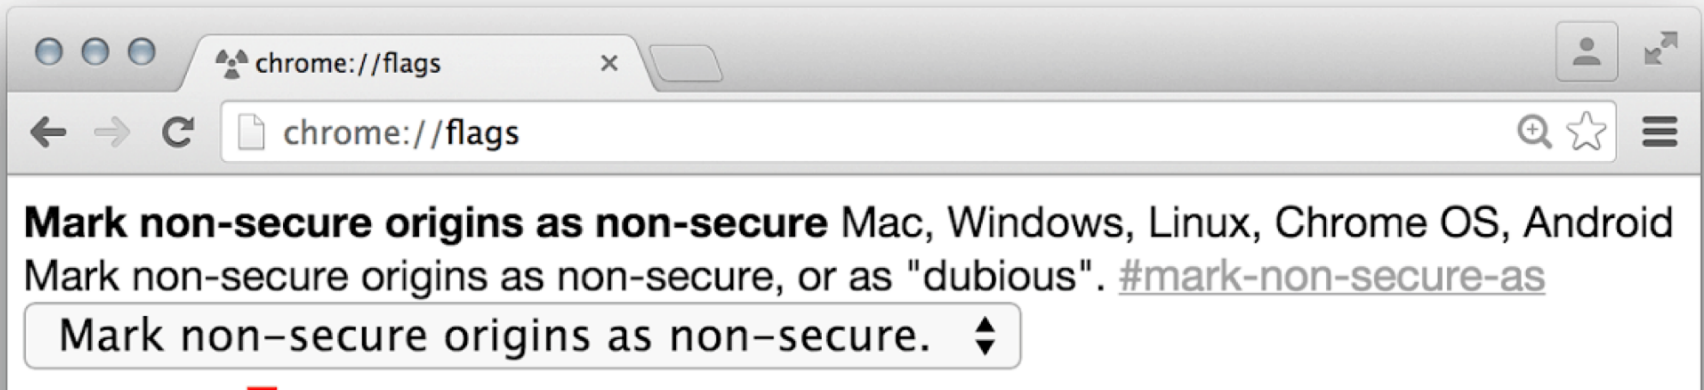 chrome://flags
chrome://flags
Mark non-secure origins as non-secure Mac, Windows, Linux, Chrome OS, Android
Mark non-secure origins as non-secure, or as "dubious". #mark-non-secure-as
Mark non-secure origins as non-secure.